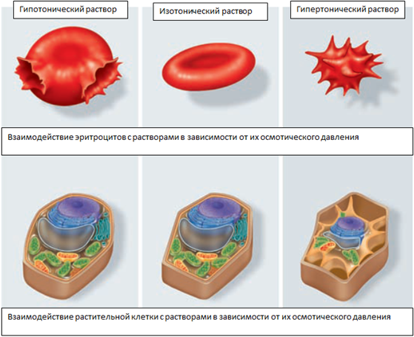 Гипотонический раствор
Изотонический раствор
Гипертонический раствор
Взаимодействие эритроцитов с растворами в зависимости от их осмотического давления
Взаимодействие растительной клетки с растворами в зависимости от их осмотического давления